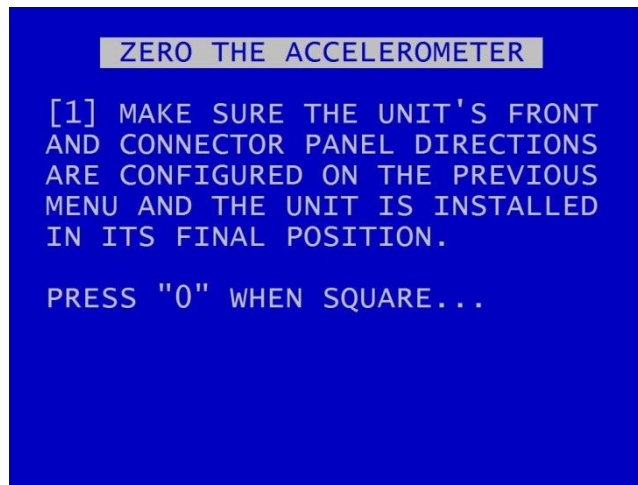 ZERO THE ACCELEROMETER
[1] MAKE SURE THE UNIT'S FRONT
AND CONNECTOR PANEL DIRECTIONS
ARE CONFIGURED ON THE PREVIOUS
MENU AND THE UNIT IS INSTALLED
IN ITS FINAL POSITION.
PRESS "0" WHEN SQUARE...